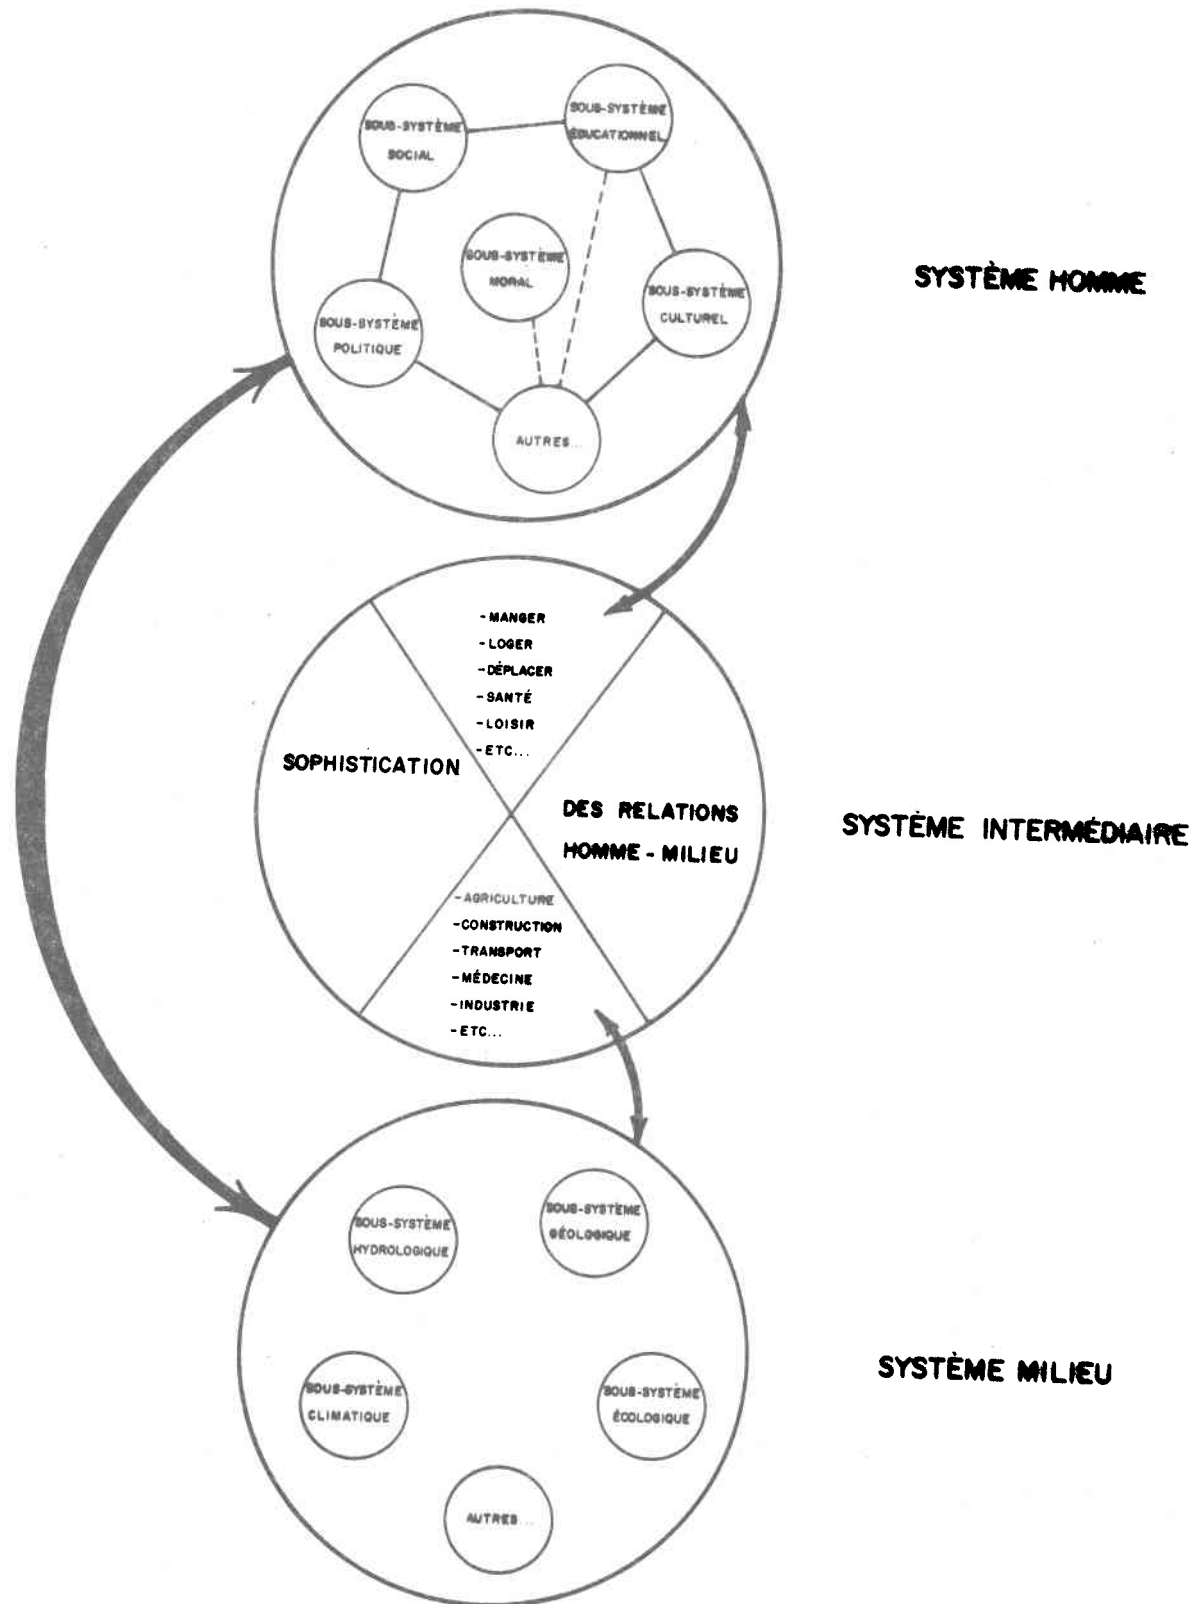 SOUS-SYSTÈME
ÉDUCATIONNEL
SOUS-SYSTÈME
SOCIAL
SOUS-SYSTÈME
MORAL
SOUS-SYSTÈME
CULTUREL
SOUS-SYSTÈME
POLITIQUE
AUTRES...
SYSTÈME HOMME
-MANGER
-LOGER
-DÉPLACER
-SANTÉ
-LOISIR
-ETC...
SOPHISTICATION
DES RELATIONS
HOMME-MILIEU
-AGRICULTURE
-CONSTRUCTION
-TRANSPORT
-MÉDECINE
-INDUSTRIE
-ETC...
SYSTÈME INTERMÉDIAIRE
SOUS-SYSTÈME
HYDROLOGIQUE
SOUS-SYSTÈME
GÉOLOGIQUE
SOUS-SYSTÈME
CLIMATIQUE
SOUS-SYSTÈME
ÉCOLOGIQUE
AUTRES...
SYSTÈME MILIEU